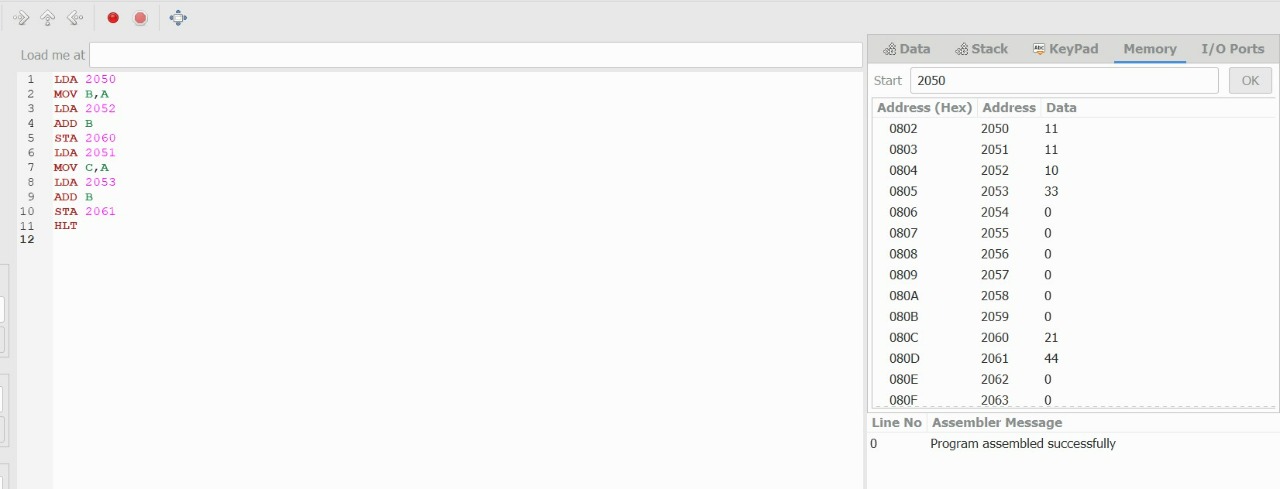 Load me at
1 LDA 2050
2 MOV B,A
3 LDA 2052
4 ADD B
5 STA 2060
6 LDA 2051
7 MOV C,A
8 LDA 2053
9 ADD B
10 STA 2061
11 HLT
12
Data Stack KeyPad Memory I/O Ports
Start 2050 OK
Address (Hex) Address Data
0802 2050 11
0803 2051 11
0804 2052 10
0805 2053 33
0806 2054 0
0807 2055 0
0808 2056 0
0809 2057 0
080A 2058 0
080B 2059 0
080C 2060 21
080D 2061 44
080E 2062 0
080F 2063 0
Line No Assembler Message
0 Program assembled successfully